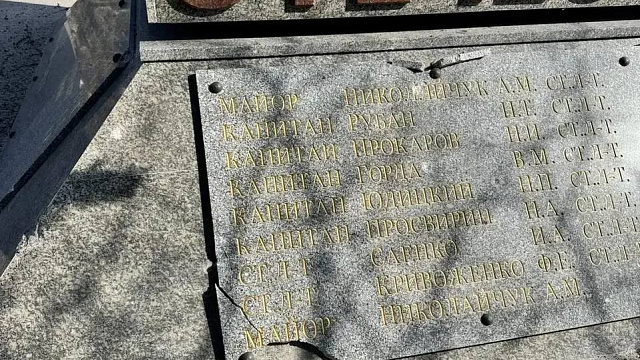 МАЙОР НИКОЛАЙЧУК А.М. СТ.Л-Т.
КАПИТАН РУБАН П.Т. СТ.Л-Т.
КАПИТАН ПРОКАРОВ П.П. СТ.Л-Т.
КАПИТАН ГОРДА В.М. СТ.Л-Т.
КАПИТАН ЮДИЦКИЙ Н.П. СТ.Л-Т.
КАПИТАН ПРОСВИРИН П.А. СТ.Л-Т.
СТ.Л-Т САЕНКО И.А. СТ.Л-Т.
СТ.Л-Т КРИВОЖЕНКО Ф.Е. СТ.Л-Т
МАЙОР НИКОЛАЙЧУК А.М.